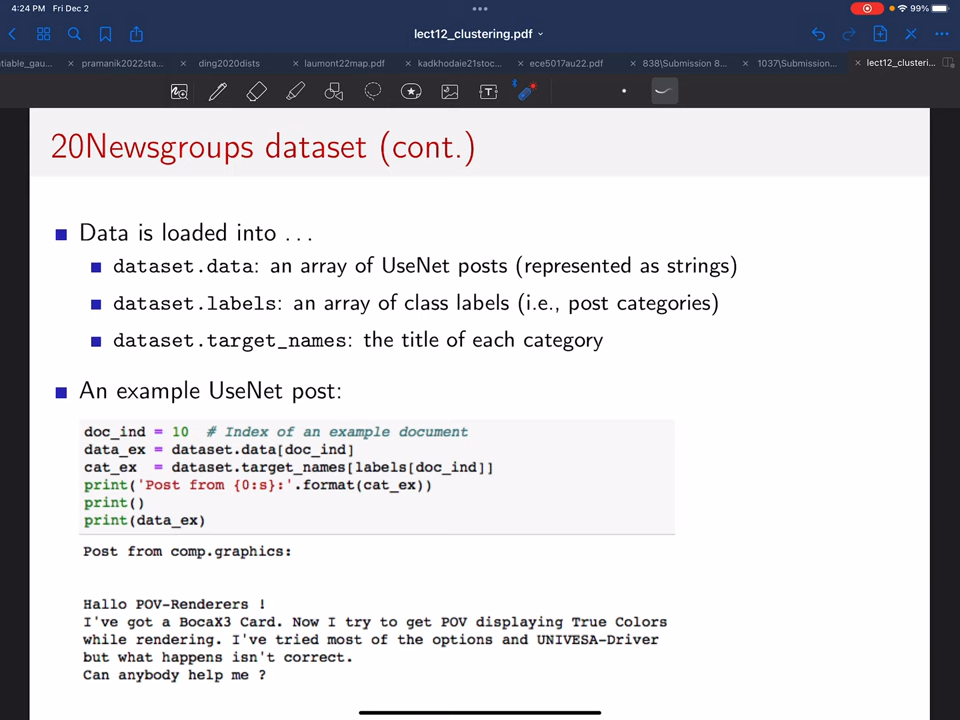 4:24 PM Fri Dec 2
99%
lect12_clustering.pdf
tiable_gau...
pramanik2022sta...
ding2020dists
laumont22map.pdf
kadkhodaie21stoc...
ece5017au22.pdf
838\Submission 8...
1037\Submission...
lect12_clusteri...
20Newsgroups dataset (cont.)
Data is loaded into ...
dataset.data: an array of UseNet posts (represented as strings)
dataset.labels: an array of class labels (i.e., post categories)
dataset.target_names: the title of each category
An example UseNet post:
doc_ind = 10  # Index of an example document
data_ex = dataset.data[doc_ind]
cat_ex  = dataset.target_names[labels[doc_ind]]
print('Post from {0:s}:'.format(cat_ex))
print()
print(data_ex)
Post from comp.graphics:
Hallo POV-Renderers !
I've got a BocaX3 Card. Now I try to get POV displaying True Colors
while rendering. I've tried most of the options and UNIVESA-Driver
but what happens isn't correct.
Can anybody help me ?